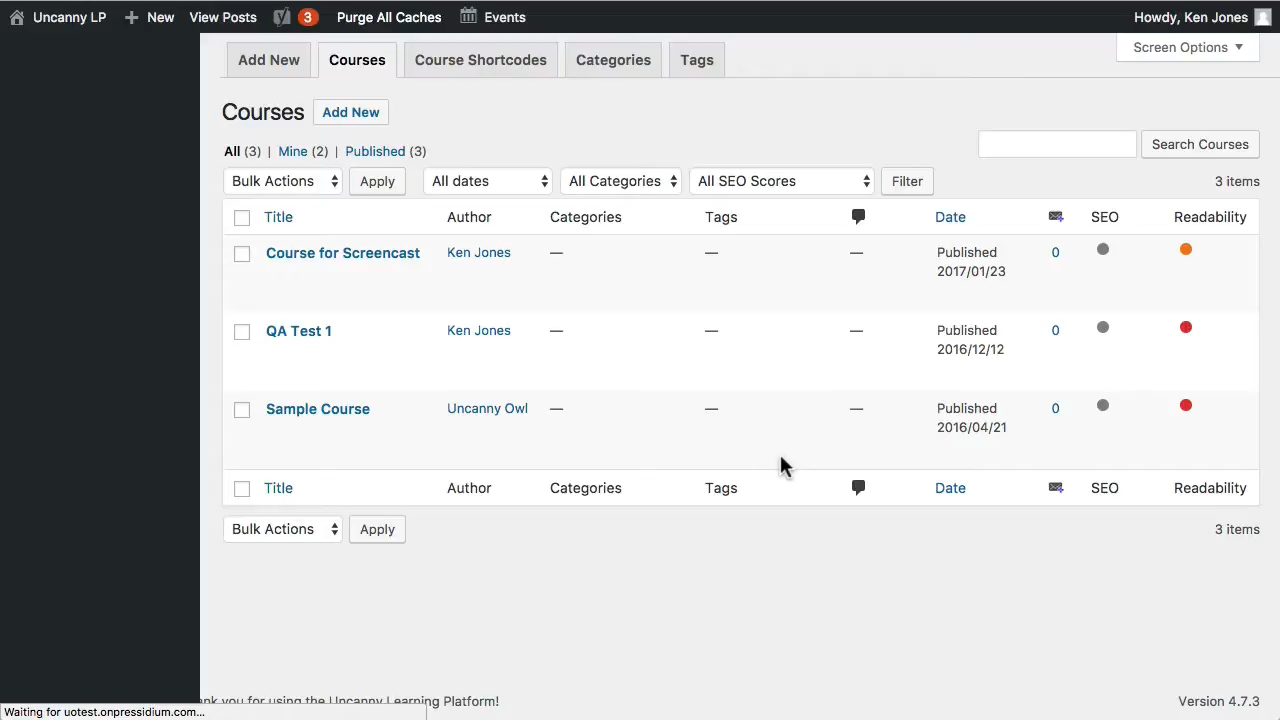 Uncanny LP New View Posts 3 Purge All Caches Events Howdy, Ken Jones
Screen Options
Add New Courses Course Shortcodes Categories Tags
Courses Add New
All (3) | Mine (2) | Published (3)
Search Courses
Bulk Actions Apply All dates All Categories All SEO Scores Filter 3 items
Title Author Categories Tags Date SEO Readability
Course for Screencast Ken Jones — — — Published 0
2017/01/23
QA Test 1 Ken Jones — — — Published 0
2016/12/12
Sample Course Uncanny Owl — — — Published 0
2016/04/21
Title Author Categories Tags Date SEO Readability
Bulk Actions Apply 3 items
nk you for using the Uncanny Learning Platform! Version 4.7.3
Waiting for uotest.onpressidium.com...